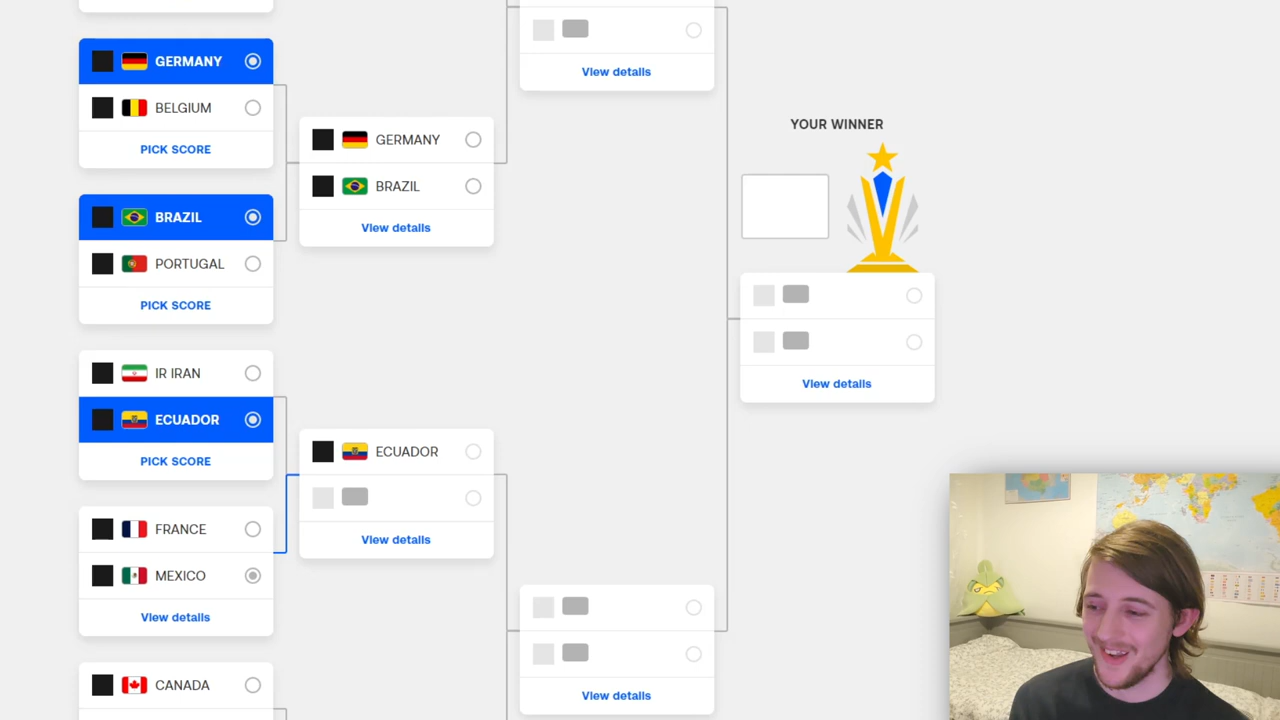 GERMANY
BELGIUM
PICK SCORE
BRAZIL
PORTUGAL
PICK SCORE
IR IRAN
ECUADOR
PICK SCORE
FRANCE
MEXICO
View details
CANADA
GERMANY
BRAZIL
View details
ECUADOR
View details
View details
View details
YOUR WINNER
View details